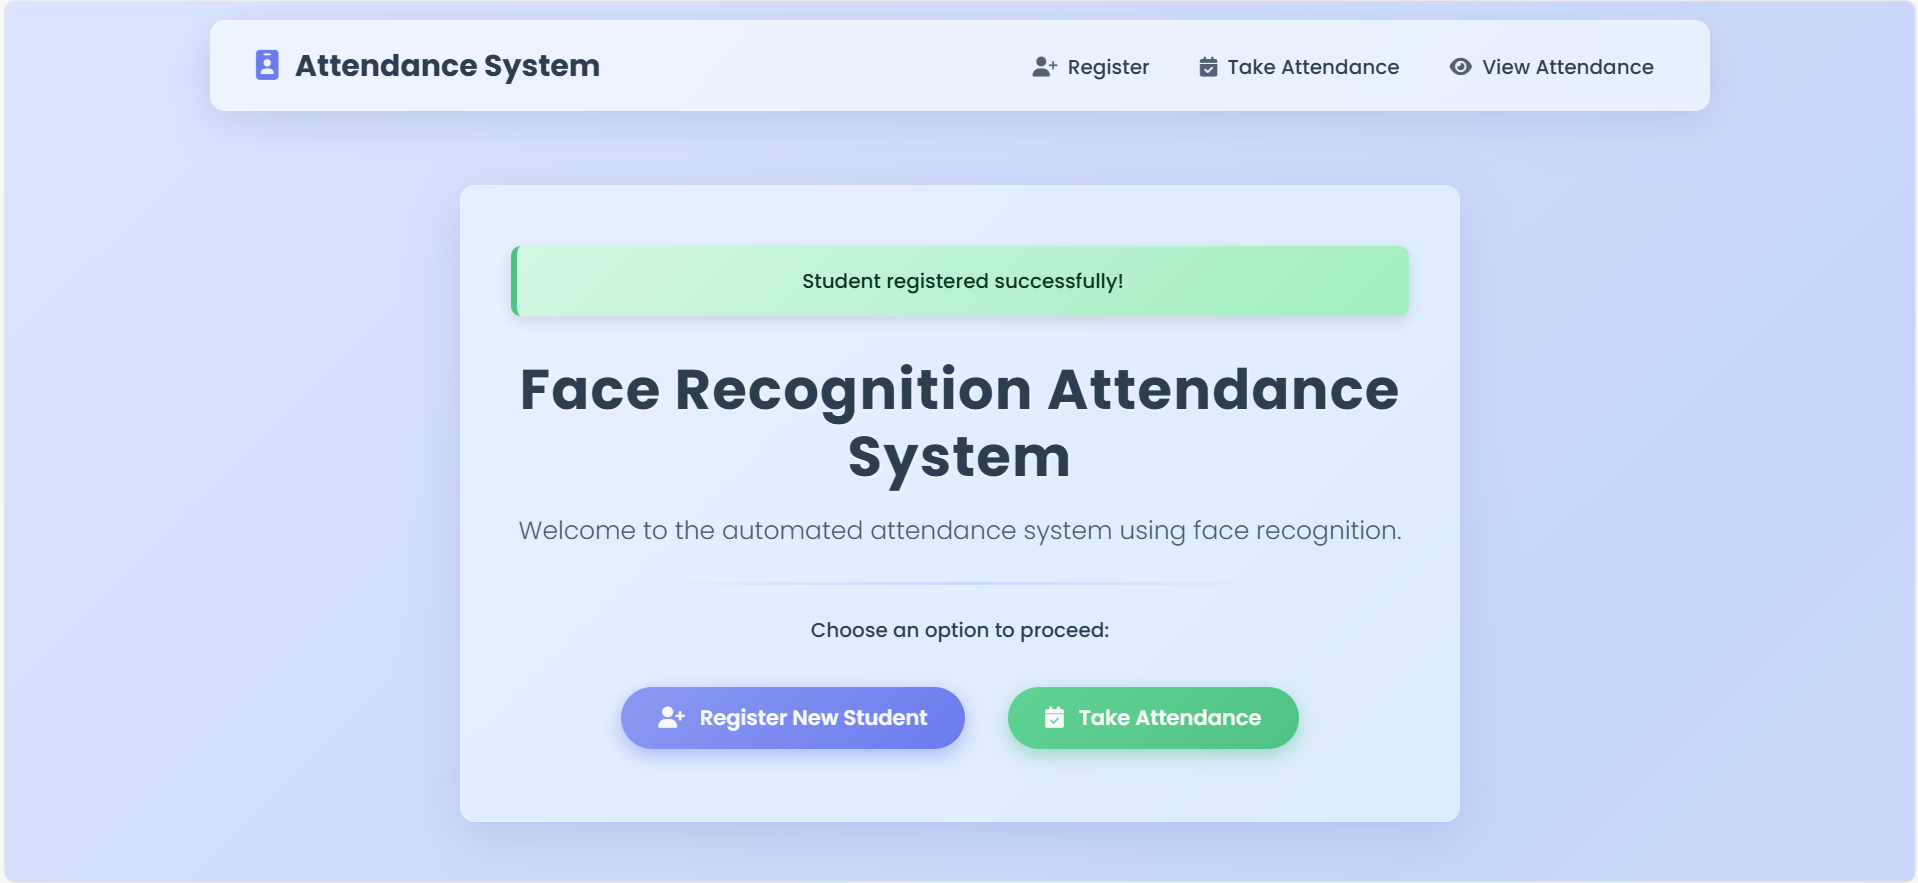 Attendance System
Register
Take Attendance
View Attendance
Student registered successfully!
Face Recognition Attendance
System
Welcome to the automated attendance system using face recognition.
Choose an option to proceed:
Register New Student
Take Attendance